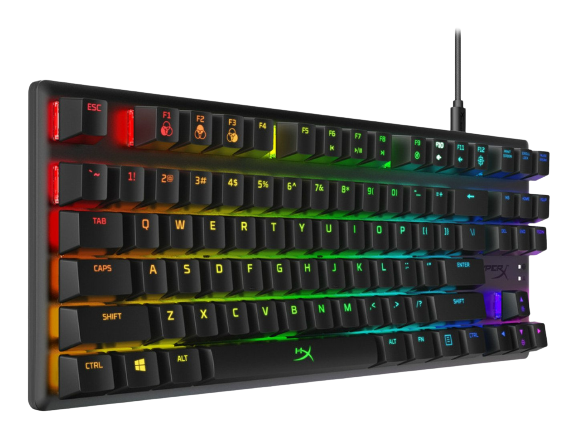 ESC F1 F2 F3 F4 F5 F6 F7 F8 F9 F10 F11 F12
`~ 1! 2@ 3# 4$ 5% 6^ 7& 8* 9( 0) -_ =+
TAB Q W E R T Y U I O P [{ ]} \|
CAPS A S D F G H J K L ;: '" ENTER
SHIFT Z X C V B N M ,< .> /? SHIFT
CTRL ALT HX ALT FN CTRL